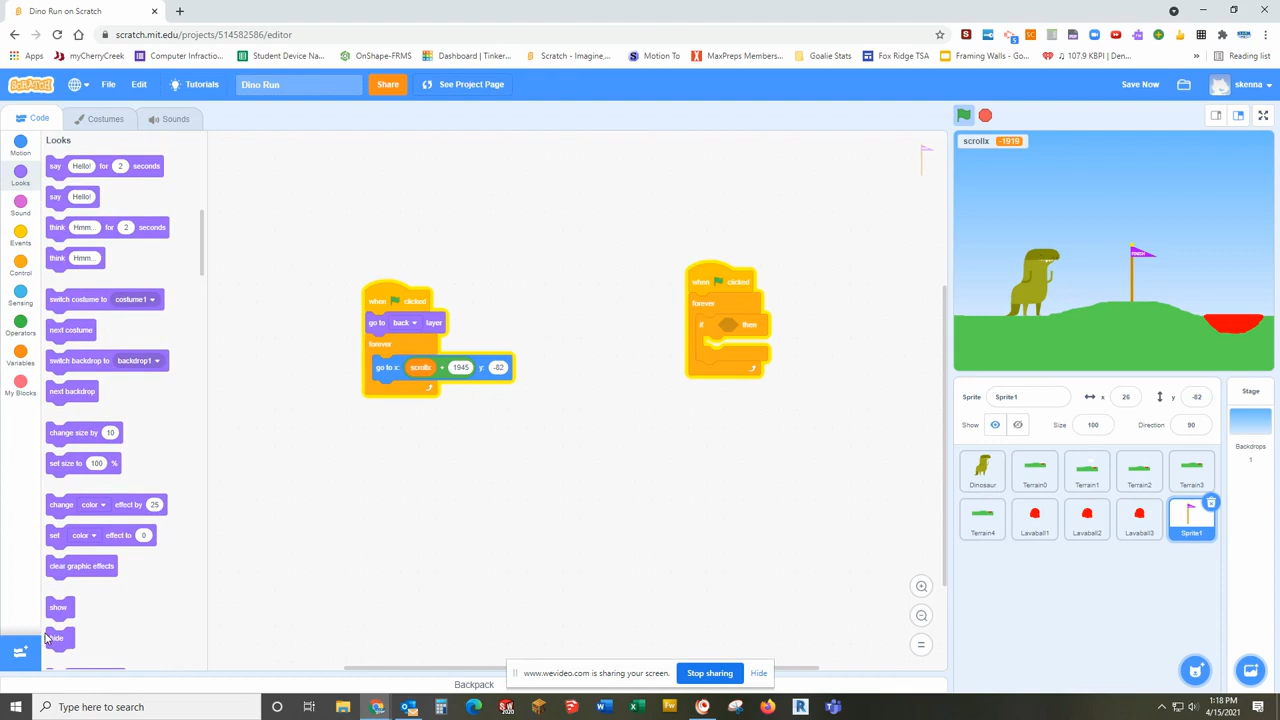 Dino Run on Scratch
scratch.mit.edu/projects/514582586/editor
Apps myCherryCreek Computer Infractio... Student Device Na... OnShape-FRMS Dashboard | Tinker... Scratch - Imagine,... Motion To MaxPreps Members... Goalie Stats Fox Ridge TSA Framing Walls - Go... 107.9 KBPI | Den... » Reading list
SCRATCH File Edit Tutorials Dino Run Share See Project Page Save Now skenna
Code Costumes Sounds
Motion
Looks
Sound
Events
Control
Sensing
Operators
Variables
My Blocks
Looks
say Hello! for 2 seconds
say Hello!
think Hmm... for 2 seconds
think Hmm...
switch costume to costume1
next costume
switch backdrop to backdrop1
next backdrop
change size by 10
set size to 100 %
change color effect by 25
set color effect to 0
clear graphic effects
show
hide
when clicked
go to back layer
forever
go to x: scrollx + 1945 y: -82
when clicked
forever
if then
scrollx -1919
FINISH
Sprite Sprite1 x 26 y -82
Show Size 100 Direction 90
Dinosaur Terrain0 Terrain1 Terrain2 Terrain3
Terrain4 Lavaball1 Lavaball2 Lavaball3 Sprite1
Stage
Backdrops
1
www.wevideo.com is sharing your screen. Stop sharing Hide
Backpack
Type here to search
1:18 PM
4/15/2021